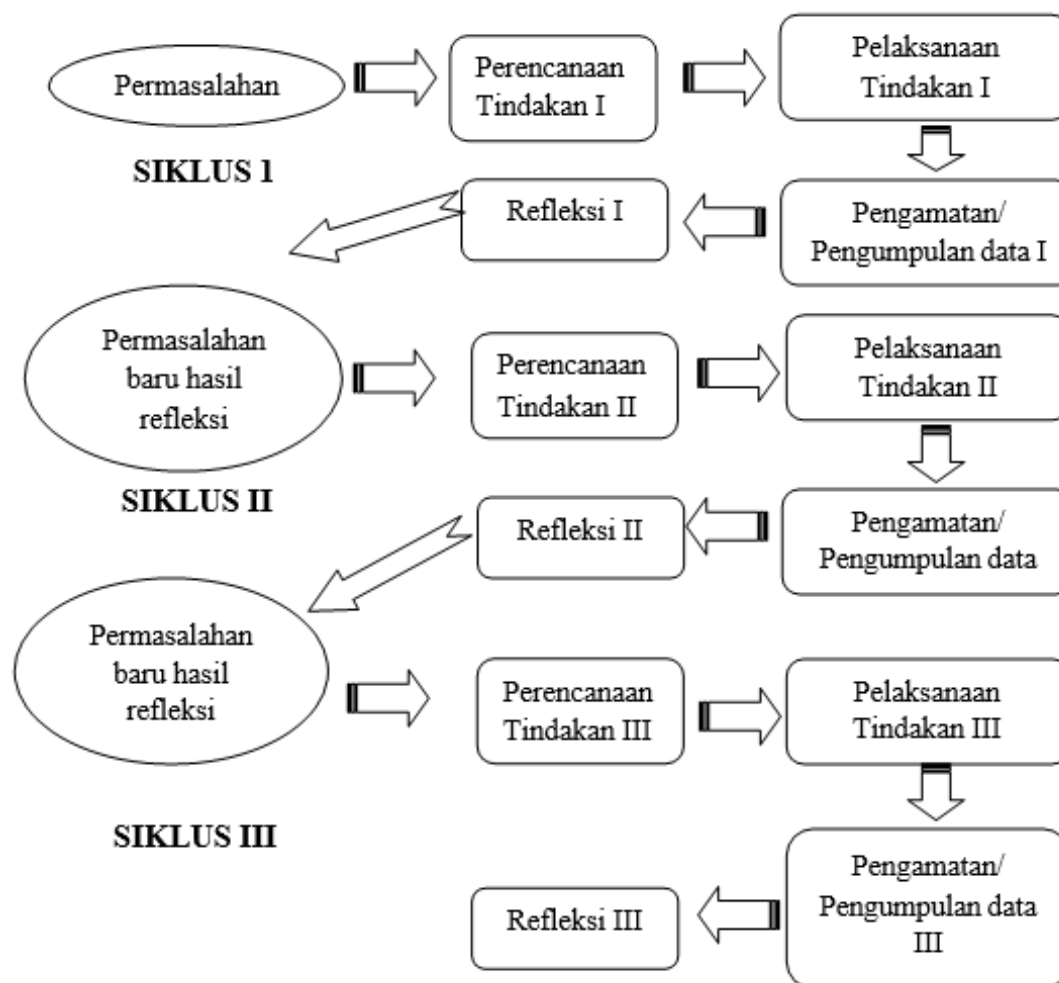 Permasalahan
Perencanaan
Tindakan I
Pelaksanaan
Tindakan I
SIKLUS 1
Refleksi I
Pengamatan/
Pengumpulan data I
Permasalahan
baru hasil
refleksi
Perencanaan
Tindakan II
Pelaksanaan
Tindakan II
SIKLUS II
Refleksi II
Pengamatan/
Pengumpulan data
Permasalahan
baru hasil
refleksi
Perencanaan
Tindakan III
Pelaksanaan
Tindakan III
SIKLUS III
Refleksi III
Pengamatan/
Pengumpulan data
III